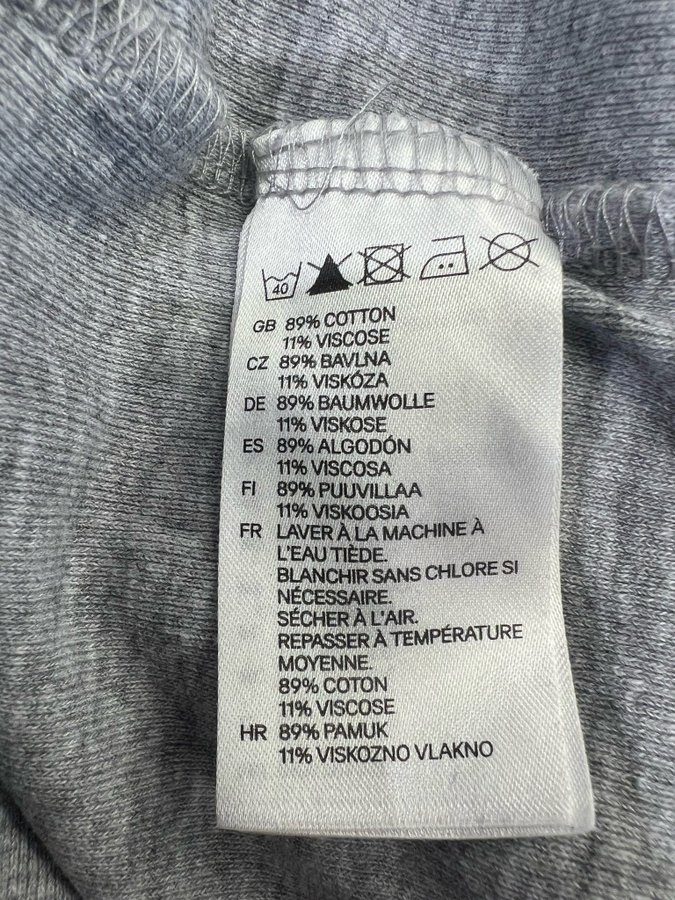 40
GB 89% COTTON
11% VISCOSE
CZ 89% BAVLNA
11% VISKÓZA
DE 89% BAUMWOLLE
11% VISKOSE
ES 89% ALGODÓN
11% VISCOSA
FI 89% PUUVILLAA
11% VISKOOSIA
FR LAVER À LA MACHINE À
L'EAU TIÈDE.
BLANCHIR SANS CHLORE SI
NÉCESSAIRE.
SÉCHER À L'AIR.
REPASSER À TEMPÉRATURE
MOYENNE.
89% COTON
11% VISCOSE
HR 89% PAMUK
11% VISKOZNO VLAKNO